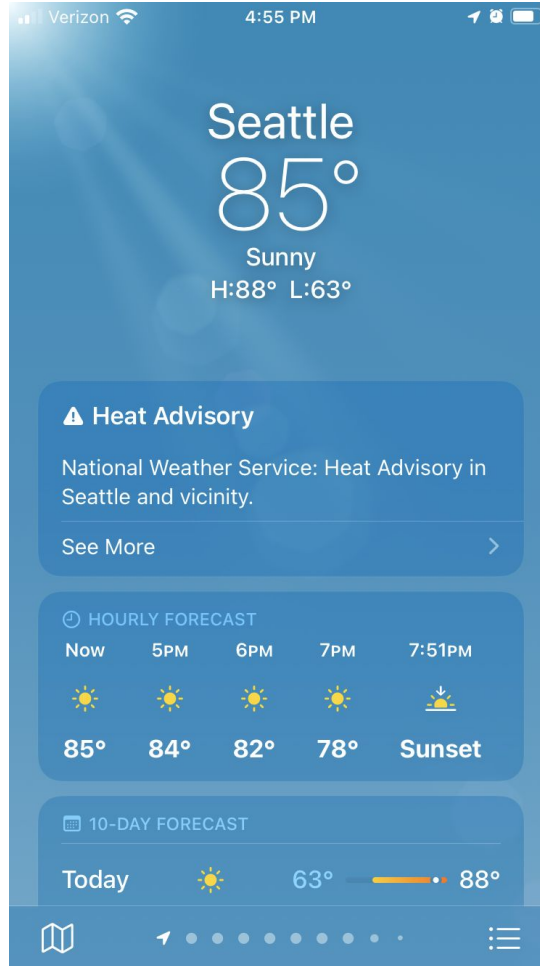 Verizon 4:55 PM
Seattle
85°
Sunny
H:88° L:63°
Heat Advisory
National Weather Service: Heat Advisory in
Seattle and vicinity.
See More
HOURLY FORECAST
Now 5PM 6PM 7PM 7:51PM
85° 84° 82° 78° Sunset
10-DAY FORECAST
Today 63° 88°